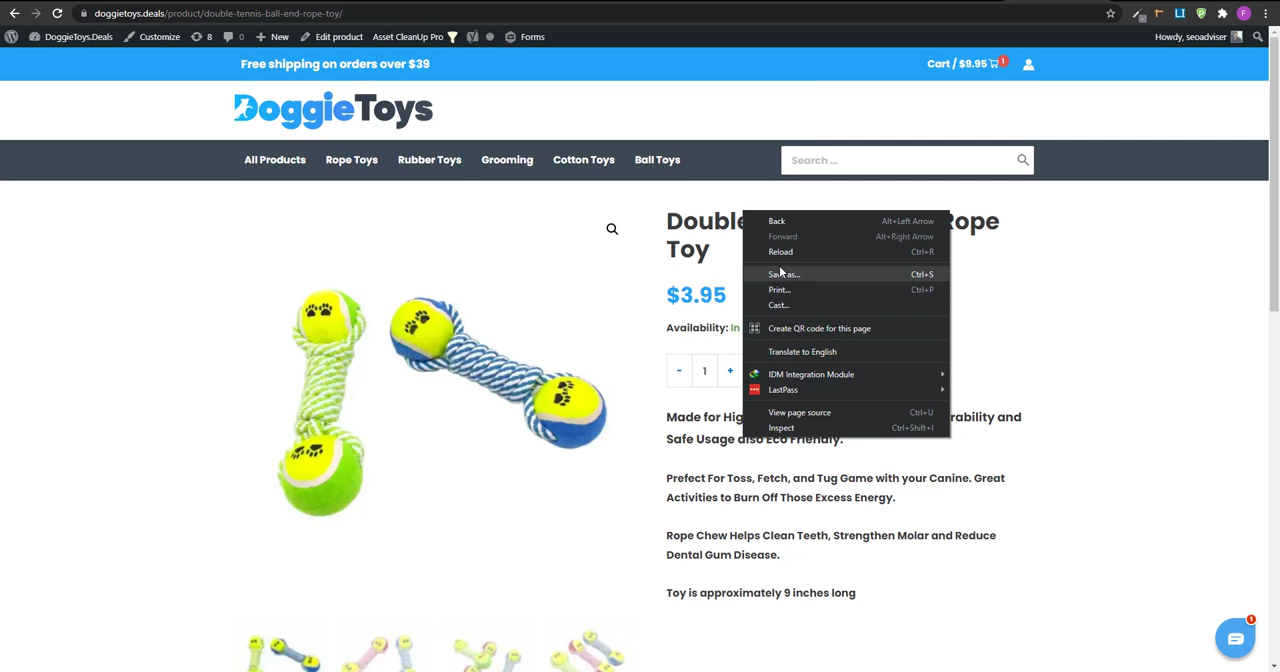 doggietoys.deals/product/double-tennis-ball-end-rope-toy/
DoggieToys.Deals Customize 8 0 New Edit product Asset CleanUp Pro Forms Howdy, seoadviser
Free shipping on orders over $39
Cart / $9.95 1
DoggieToys
All Products Rope Toys Rubber Toys Grooming Cotton Toys Ball Toys
Search ...
Double Rope
Toy
$3.95
Availability: In
- 1 +
Made for Hig rability and
Safe Usage also Eco Friendly.
Prefect For Toss, Fetch, and Tug Game with your Canine. Great
Activities to Burn Off Those Excess Energy.
Rope Chew Helps Clean Teeth, Strengthen Molar and Reduce
Dental Gum Disease.
Toy is approximately 9 inches long
Back Alt+Left Arrow
Forward Alt+Right Arrow
Reload Ctrl+R
Save as... Ctrl+S
Print... Ctrl+P
Cast...
Create QR code for this page
Translate to English
IDM Integration Module
LastPass
View page source Ctrl+U
Inspect Ctrl+Shift+I
1